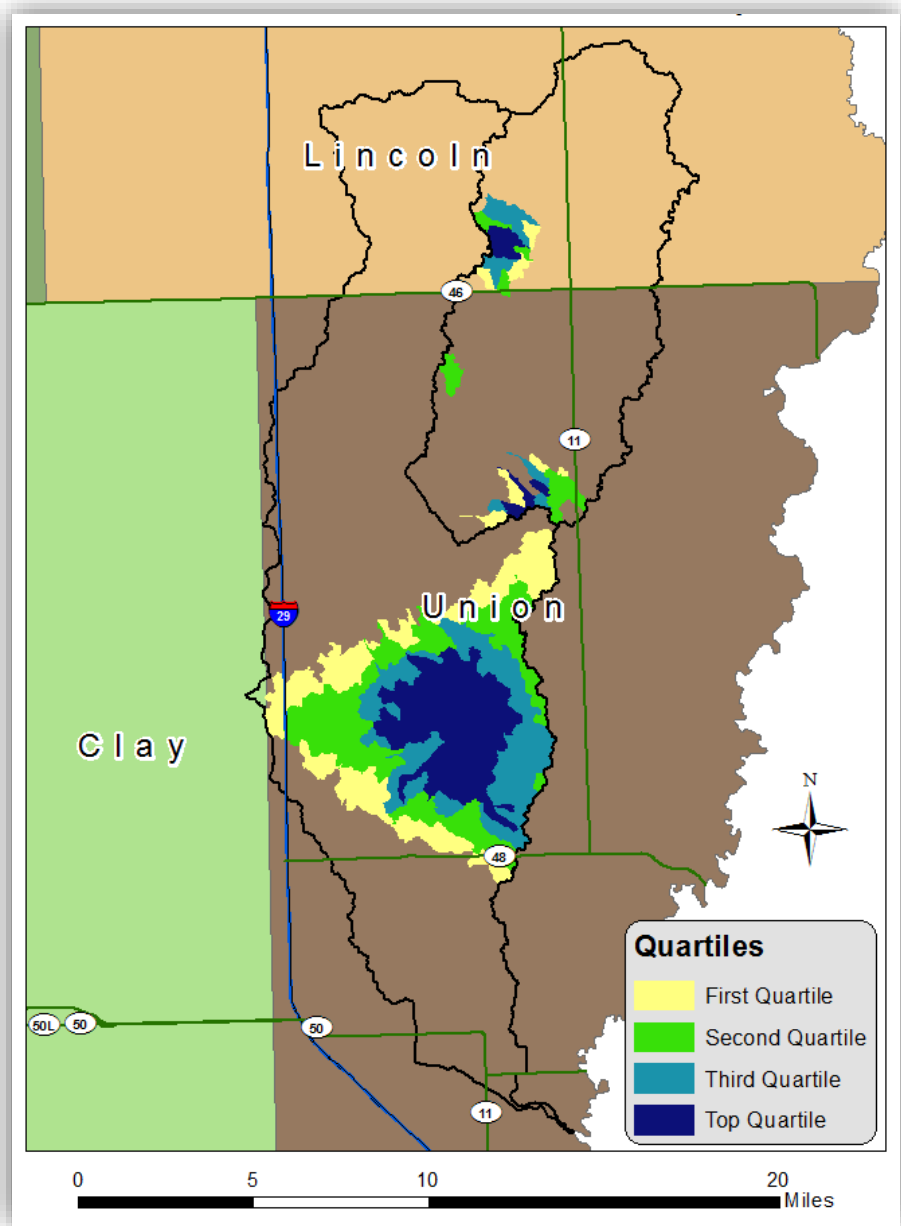 Lincoln
46
11
Union
29
Clay
N
48
Quartiles
First Quartile
Second Quartile
Third Quartile
Top Quartile
50L
50
50
11
0 5 10 20
Miles